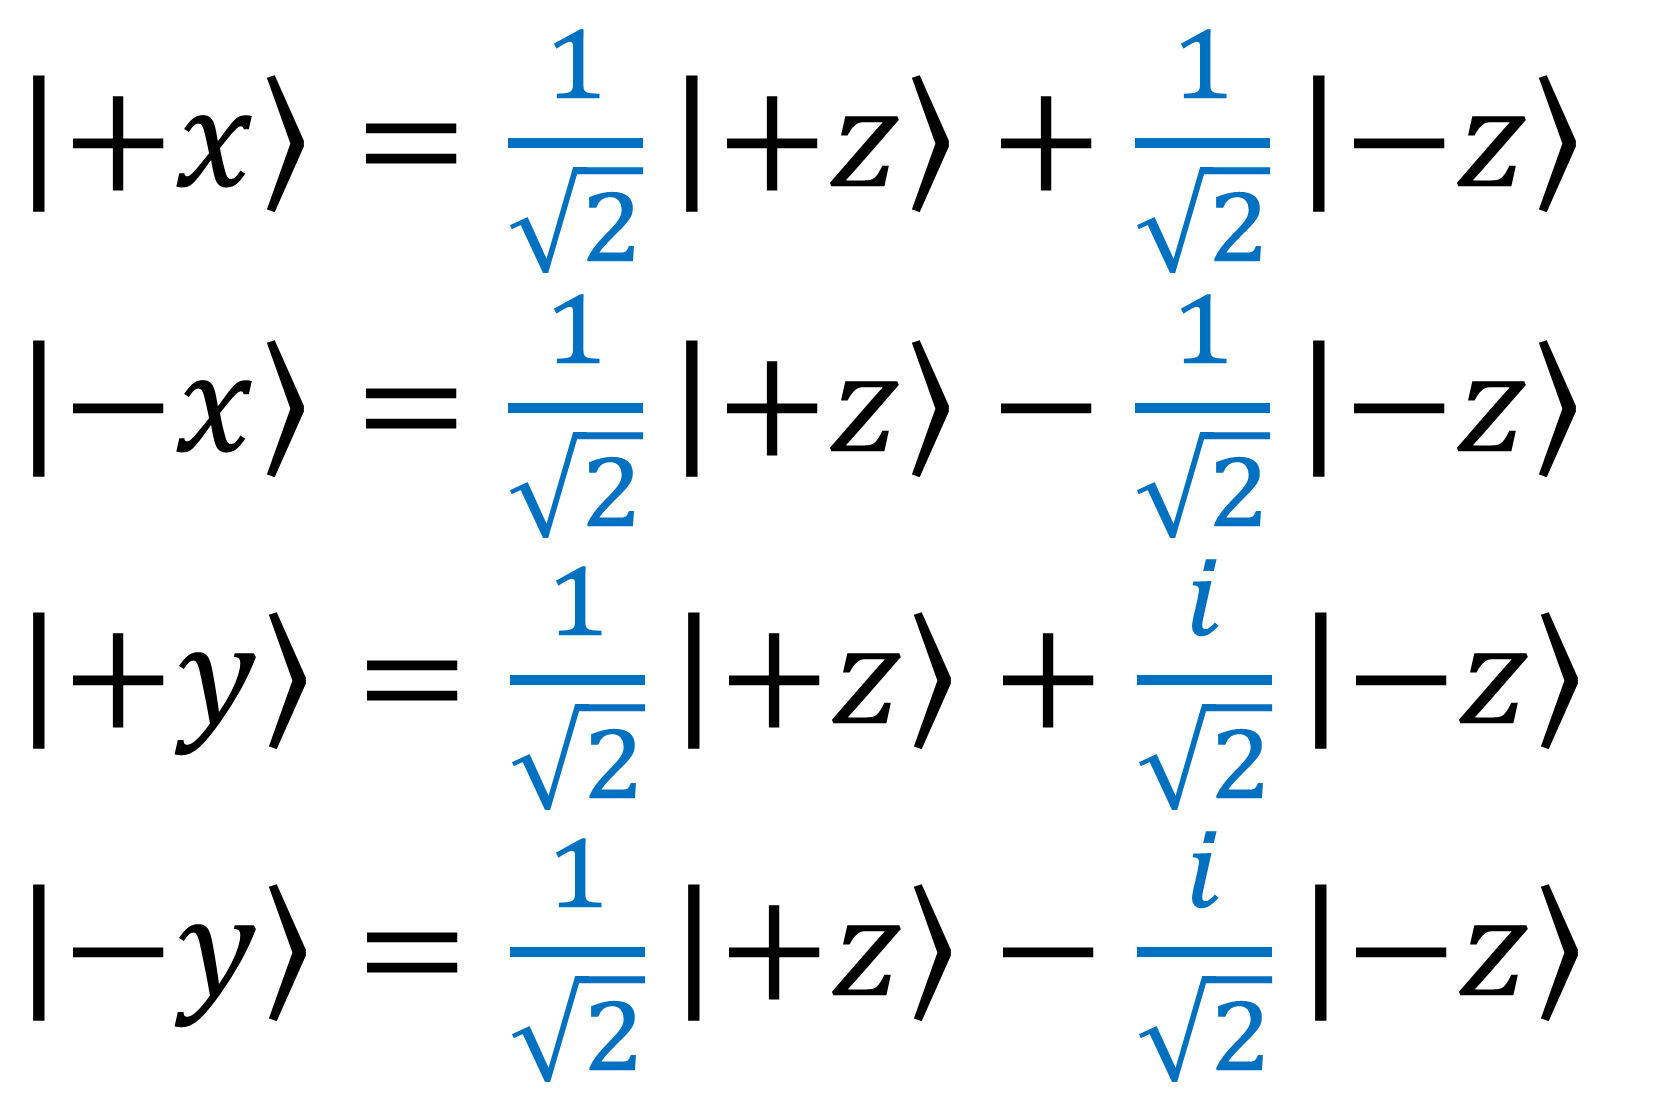 |+x⟩ = 1/√2 |+z⟩ + 1/√2 |−z⟩
|−x⟩ = 1/√2 |+z⟩ − 1/√2 |−z⟩
|+y⟩ = 1/√2 |+z⟩ + i/√2 |−z⟩
|−y⟩ = 1/√2 |+z⟩ − i/√2 |−z⟩